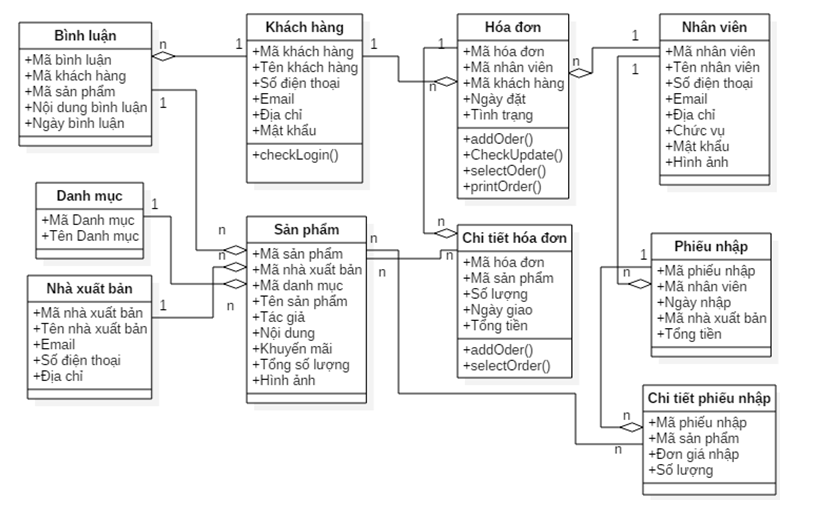 Bình luận
+Mã bình luận
+Mã khách hàng
+Mã sản phẩm
+Nội dung bình luận
+Ngày bình luận
n
1
1
Khách hàng
+Mã khách hàng
+Tên khách hàng
+Số điện thoại
+Email
+Địa chỉ
+Mật khẩu
+checkLogin()
1
n
1
Hóa đơn
+Mã hóa đơn
+Mã nhân viên
+Mã khách hàng
+Ngày đặt
+Tình trạng
+addOder()
+CheckUpdate()
+selectOder()
+printOrder()
n
1
1
Nhân viên
+Mã nhân viên
+Tên nhân viên
+Số điện thoại
+Email
+Địa chỉ
+Chức vụ
+Mật khẩu
+Hình ảnh
Danh mục
+Mã Danh mục
+Tên Danh mục
1
Nhà xuất bản
+Mã nhà xuất bản
+Tên nhà xuất bản
+Email
+Số điện thoại
+Địa chỉ
1
n
n
n
Sản phẩm
+Mã sản phẩm
+Mã nhà xuất bản
+Mã danh mục
+Tên sản phẩm
+Tác giả
+Nội dung
+Khuyến mãi
+Tổng số lượng
+Hình ảnh
n
n
n
n
Chi tiết hóa đơn
+Mã hóa đơn
+Mã sản phẩm
+Số lượng
+Ngày giao
+Tổng tiền
+addOder()
+selectOrder()
1
n
Phiếu nhập
+Mã phiếu nhập
+Mã nhân viên
+Ngày nhập
+Mã nhà xuất bản
+Tổng tiền
n
n
Chi tiết phiếu nhập
+Mã phiếu nhập
+Mã sản phẩm
+Đơn giá nhập
+Số lượng